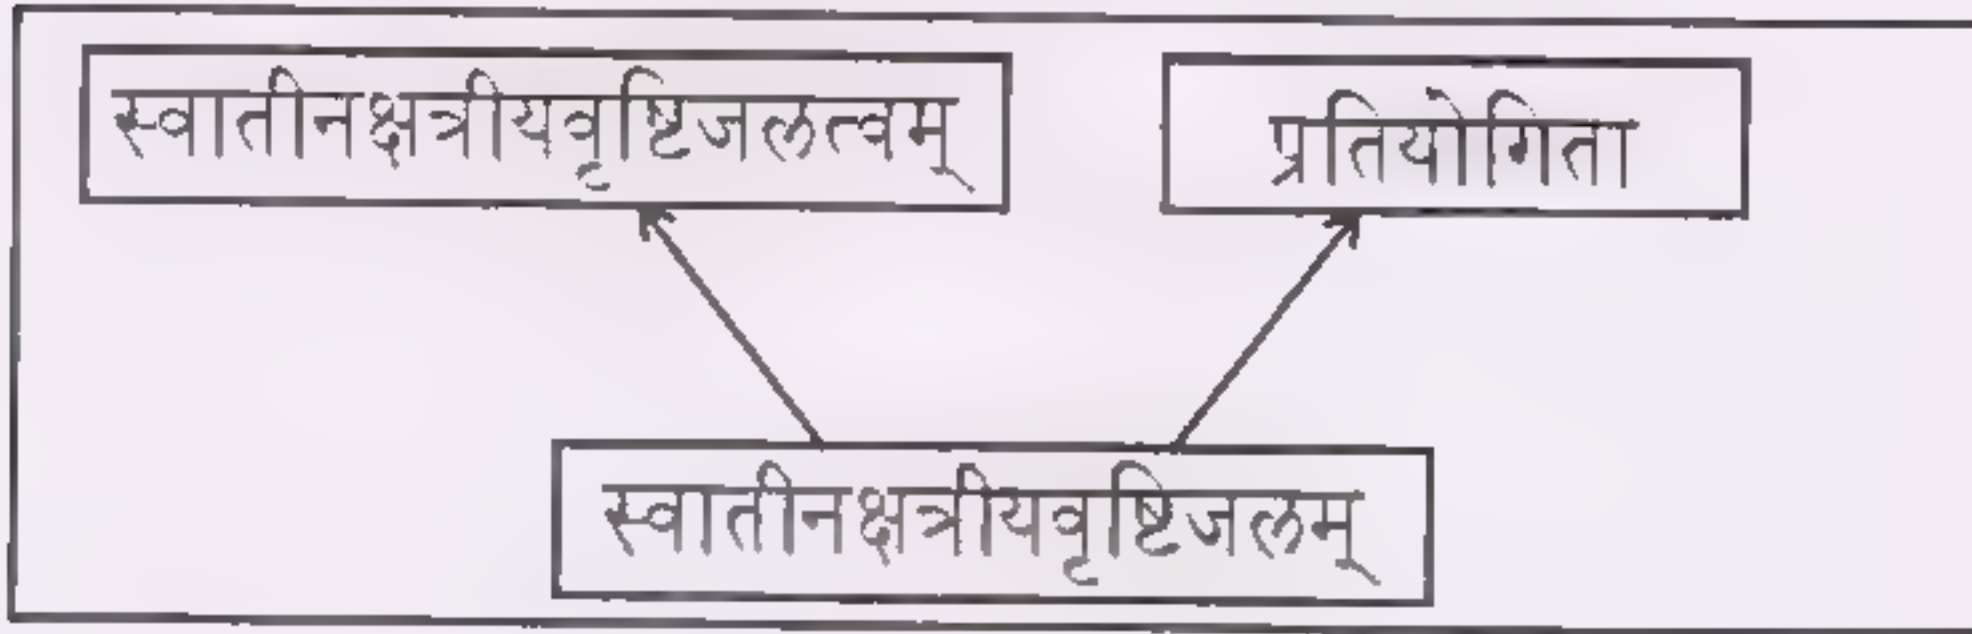 स्वातीनक्षत्रीयवृष्टिजलत्वम्
प्रतियोगिता
स्वातीनक्षत्रीयवृष्टिजलम्